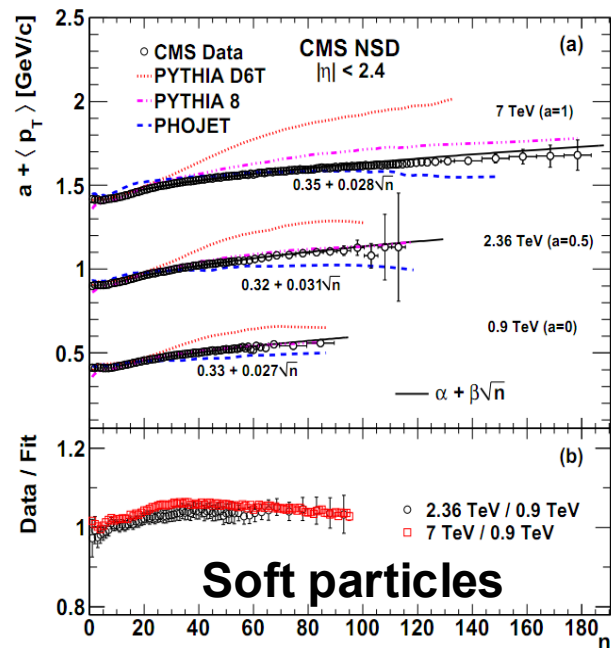 a + ⟨ p_T ⟩ [GeV/c]
2.5
2
1.5
1
0.5
CMS Data
PYTHIA D6T
PYTHIA 8
PHOJET
CMS NSD
|η| < 2.4
(a)
7 TeV (a=1)
0.35 + 0.028√n
2.36 TeV (a=0.5)
0.32 + 0.031√n
0.9 TeV (a=0)
0.33 + 0.027√n
α + β√n
Data / Fit
1.2
1
0.8
(b)
2.36 TeV / 0.9 TeV
7 TeV / 0.9 TeV
Soft particles
0 20 40 60 80 100 120 140 160 180
n